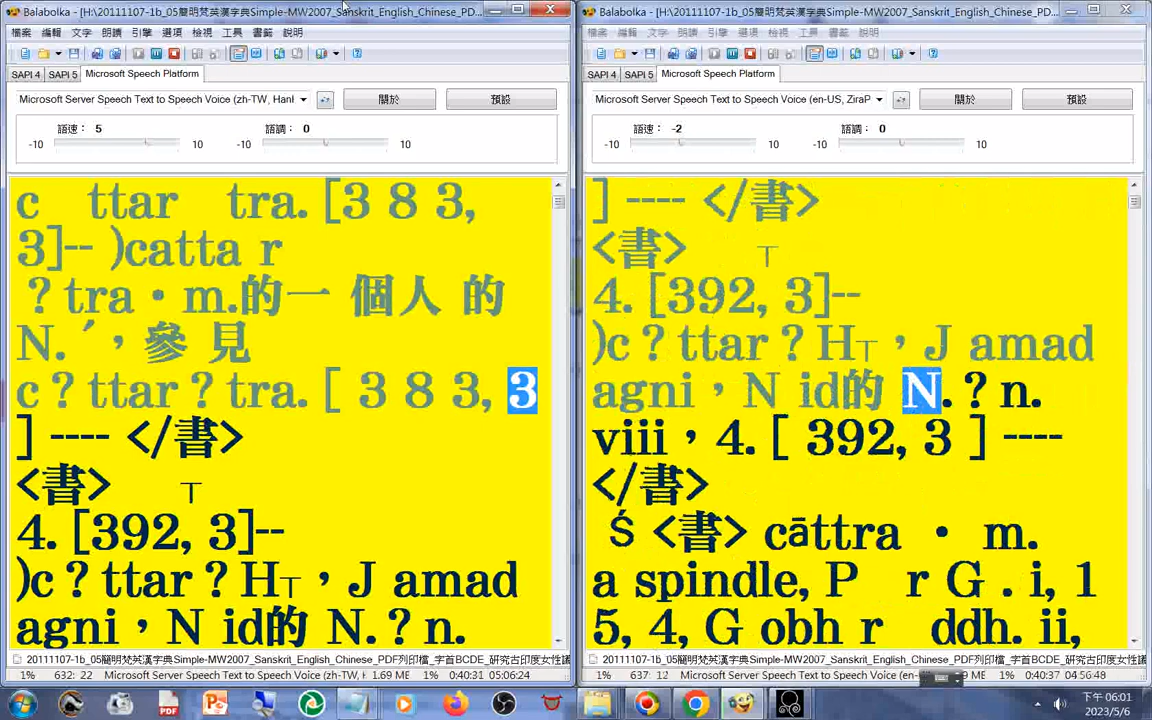 Balabolka - [H:\20111107-1b_05簡明梵英漢字典Simple-MW2007_Sanskrit_English_Chinese_PD...
檔案 編輯 文字 朗讀 引擎 選項 檢視 工具 書籤 說明
SAPI 4 SAPI 5 Microsoft Speech Platform
Microsoft Server Speech Text to Speech Voice (zh-TW, Hanl 關於 預設
語速： 5 語調： 0
-10 10 -10 10
c ttar tra. [3 8 3,
3]-- )catta r
？tra‧m.的一 個人 的
N. ˊ，參 見
c？ttar？tra. [ 3 8 3, 3
] ---- </書>
<書> ㄒ
4. [392, 3]--
)c？ttar？Hㄒ，J amad
agni，N id的 N.？n.
20111107-1b_05簡明梵英漢字典Simple-MW2007_Sanskrit_English_Chinese_PDF列印檔_字首BCDE_研究古印度女性議
1% 632: 22 Microsoft Server Speech Text to Speech Voice (zh-TW, H 1.69 ME 1% 0:40:31 05:06:24
Balabolka - [H:\20111107-1b_05簡明梵英漢字典Simple-MW2007_Sanskrit_English_Chinese_PD...
檔案 編輯 文字 朗讀 引擎 選項 檢視 工具 書籤 說明
SAPI 4 SAPI 5 Microsoft Speech Platform
Microsoft Server Speech Text to Speech Voice (en-US, ZiraP 關於 預設
語速： -2 語調： 0
-10 10 -10 10
] ---- </書>
<書> ㄒ
4. [392, 3]--
)c？ttar？Hㄒ，J amad
agni，N id的 N.？n.
viii，4. [ 392, 3 ] ----
</書>
Ś <書> cāttra ‧ m.
a spindle, P r G . i, 1
5, 4, G obh r ddh. ii,
20111107-1b_05簡明梵英漢字典Simple-MW2007_Sanskrit_English_Chinese_PDF列印檔_字首BCDE_研究古印度女性議
1% 637: 12 Microsoft Server Speech Text to Speech Voice (en-US, ME 1% 0:40:37 04:56:48
下午 06:01
2023/5/6